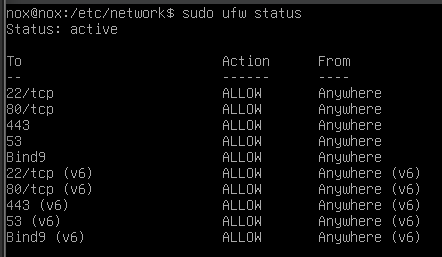 nox@nox:/etc/network$ sudo ufw status
Status: active
To Action From
-- ------ ----
22/tcp ALLOW Anywhere
80/tcp ALLOW Anywhere
443 ALLOW Anywhere
53 ALLOW Anywhere
Bind9 ALLOW Anywhere
22/tcp (v6) ALLOW Anywhere (v6)
80/tcp (v6) ALLOW Anywhere (v6)
443 (v6) ALLOW Anywhere (v6)
53 (v6) ALLOW Anywhere (v6)
Bind9 (v6) ALLOW Anywhere (v6)